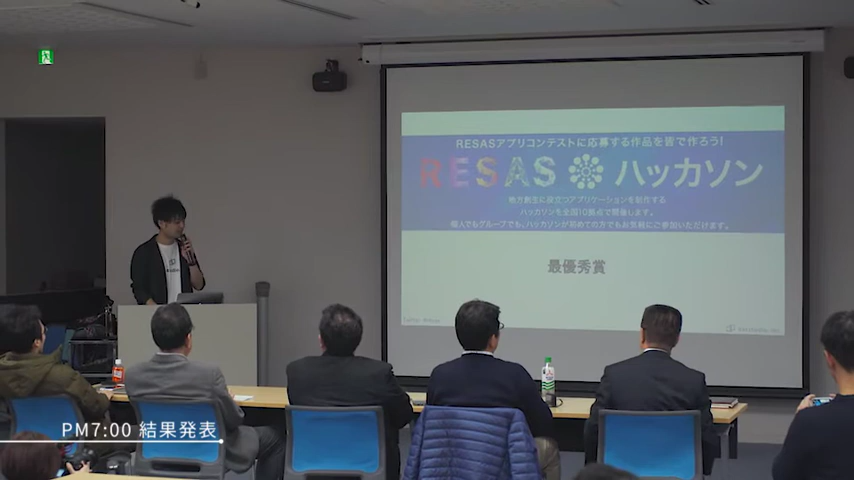 RESASアプリコンテストに応募する作品を皆で作ろう!
RESAS ハッカソン
地方創生に役立つアプリケーションを制作する
ハッカソンを全国10拠点で開催します。
個人でもグループでも、ハッカソンが初めての方でもお気軽にご参加いただけます。
最優秀賞
PM7:00 結果発表